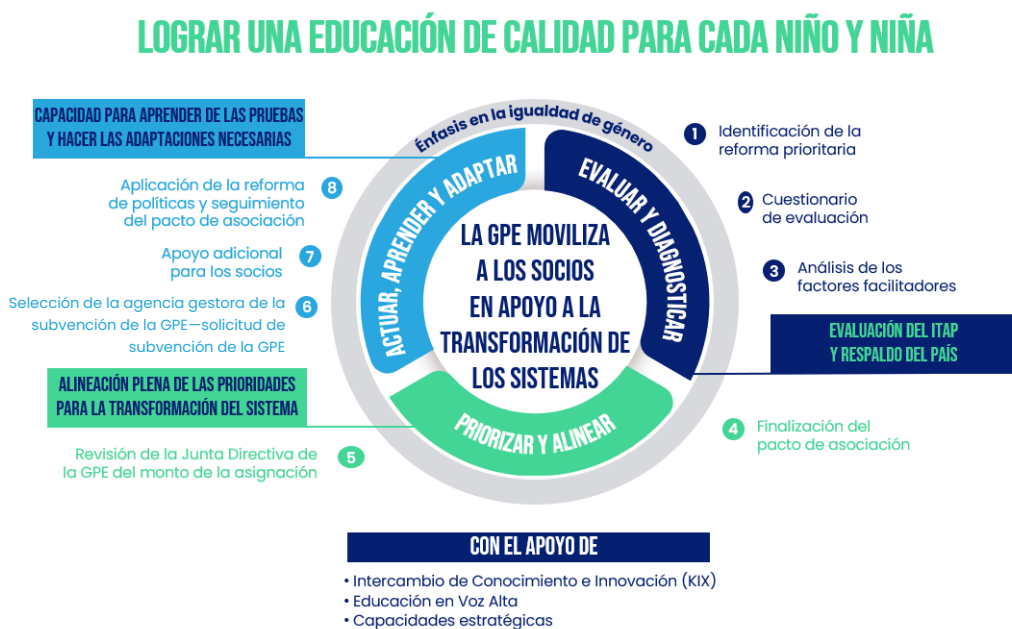 LOGRAR UNA EDUCACIÓN DE CALIDAD PARA CADA NIÑO Y NIÑA
CAPACIDAD PARA APRENDER DE LAS PRUEBAS
Y HACER LAS ADAPTACIONES NECESARIAS
8
Aplicación de la reforma
de políticas y seguimiento
del pacto de asociación
7
Apoyo adicional
para los socios
6
Selección de la agencia gestora de la
subvención de la GPE—solicitud de
subvención de la GPE
ALINEACIÓN PLENA DE LAS PRIORIDADES
PARA LA TRANSFORMACIÓN DEL SISTEMA
5
Revisión de la Junta Directiva de
la GPE del monto de la asignación
Énfasis en la igualdad de género
ACTUAR, APRENDER Y ADAPTAR
EVALUAR Y DIAGNOSTICAR
PRIORIZAR Y ALINEAR
LA GPE MOVILIZA
A LOS SOCIOS
EN APOYO A LA
TRANSFORMACIÓN DE
LOS SISTEMAS
1
Identificación de la
reforma prioritaria
2
Cuestionario
de evaluación
3
Análisis de los
factores facilitadores
EVALUACIÓN DEL ITAP
Y RESPALDO DEL PAÍS
4
Finalización del
pacto de asociación
CON EL APOYO DE
• Intercambio de Conocimiento e Innovación (KIX)
• Educación en Voz Alta
• Capacidades estratégicas